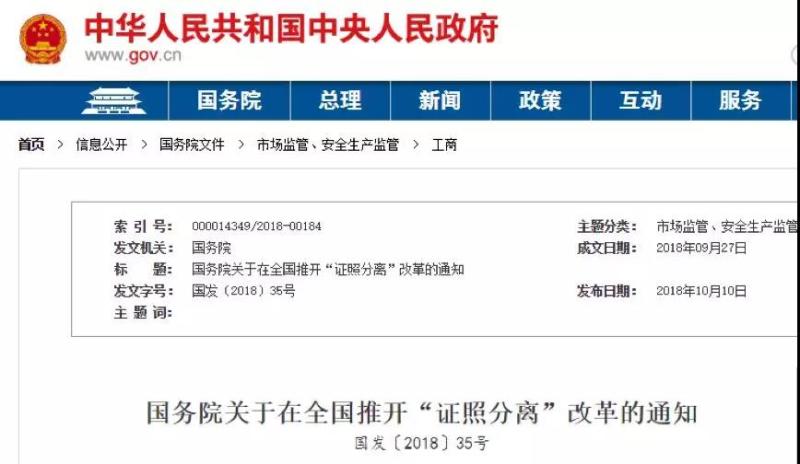 中华人民共和国中央人民政府
www.gov.cn
国务院 总理 新闻 政策 互动 服务
首页 > 信息公开 > 国务院文件 > 市场监管、安全生产监管 > 工商
索 引 号： 000014349/2018-00184 主题分类： 市场监管、安全生产监管
发文机关： 国务院 成文日期： 2018年09月27日
标 题： 国务院关于在全国推开“证照分离”改革的通知
发文字号： 国发〔2018〕35号 发布日期： 2018年10月10日
主 题 词：
国务院关于在全国推开“证照分离”改革的通知
国发〔2018〕35号